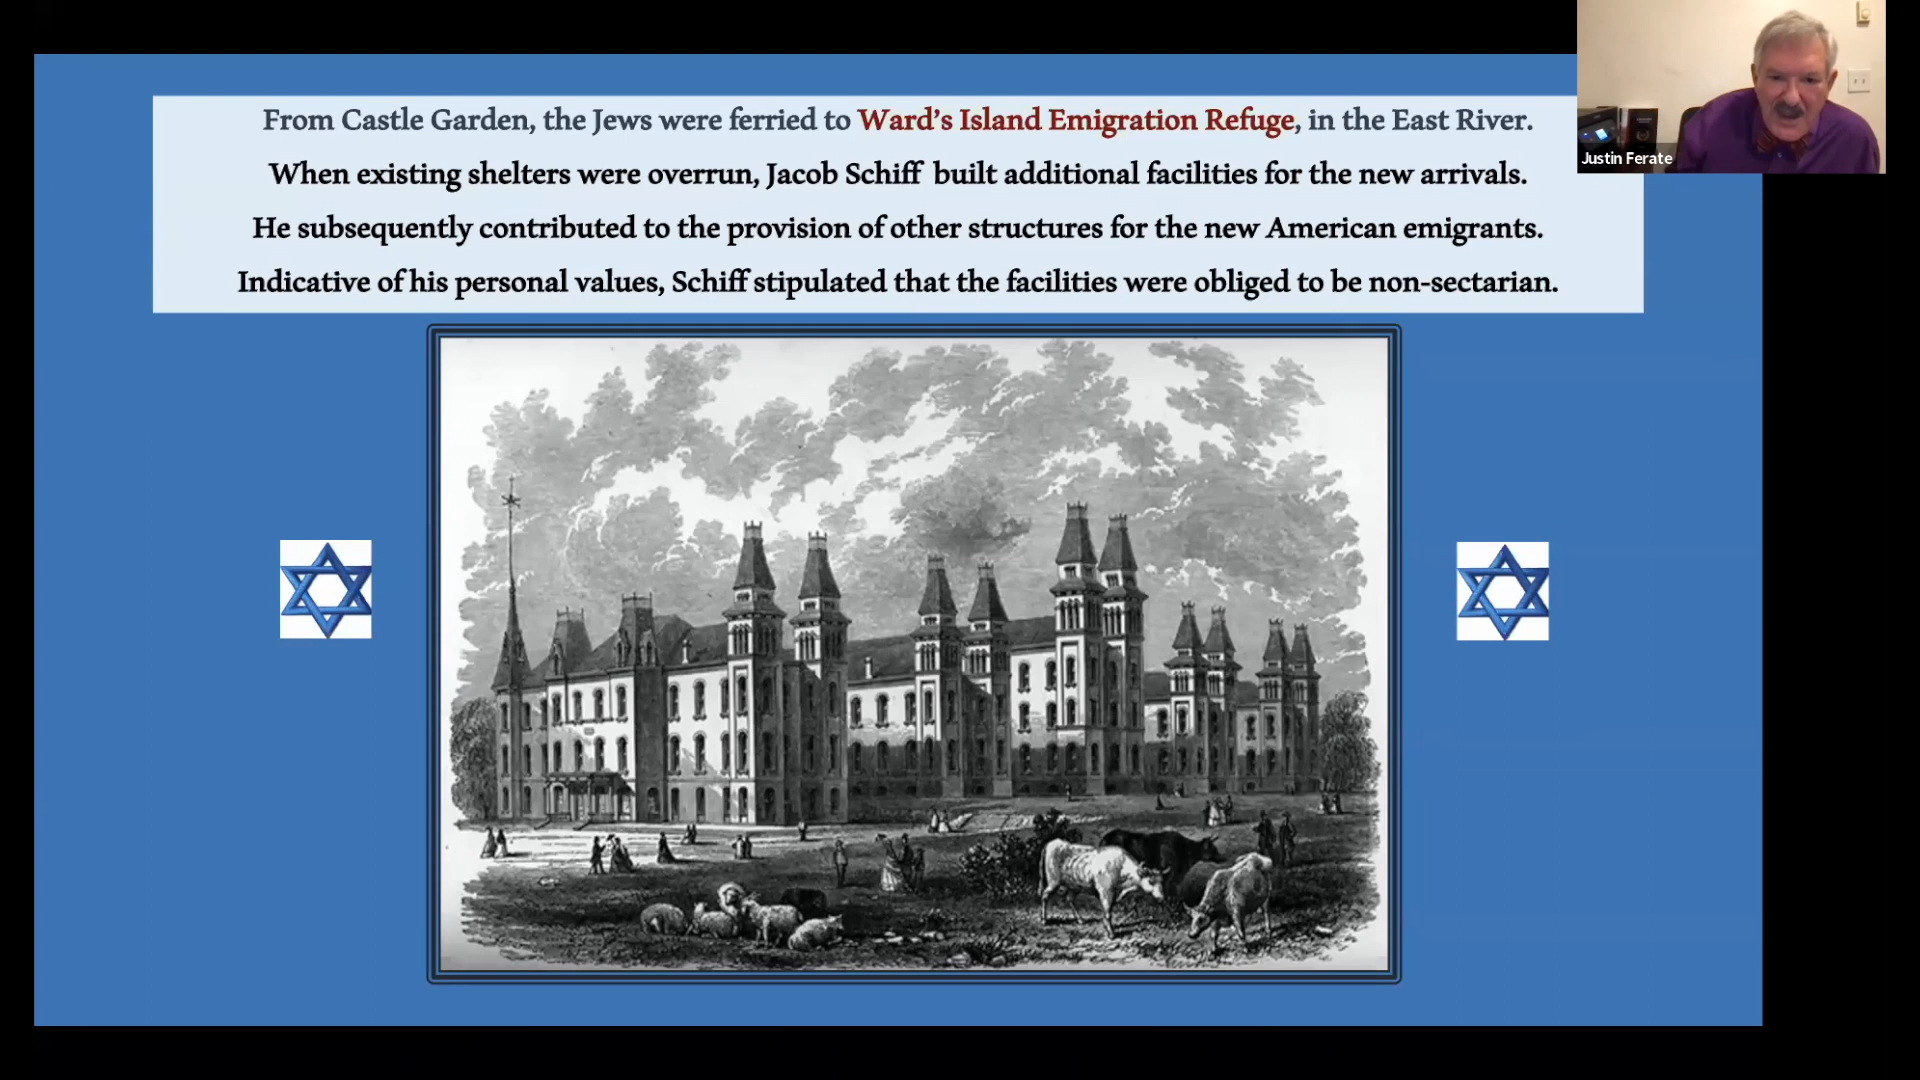 From Castle Garden, the Jews were ferried to Ward's Island Emigration Refuge, in the East River.
When existing shelters were overrun, Jacob Schiff built additional facilities for the new arrivals.
He subsequently contributed to the provision of other structures for the new American emigrants.
Indicative of his personal values, Schiff stipulated that the facilities were obliged to be non-sectarian.
Justin Ferate